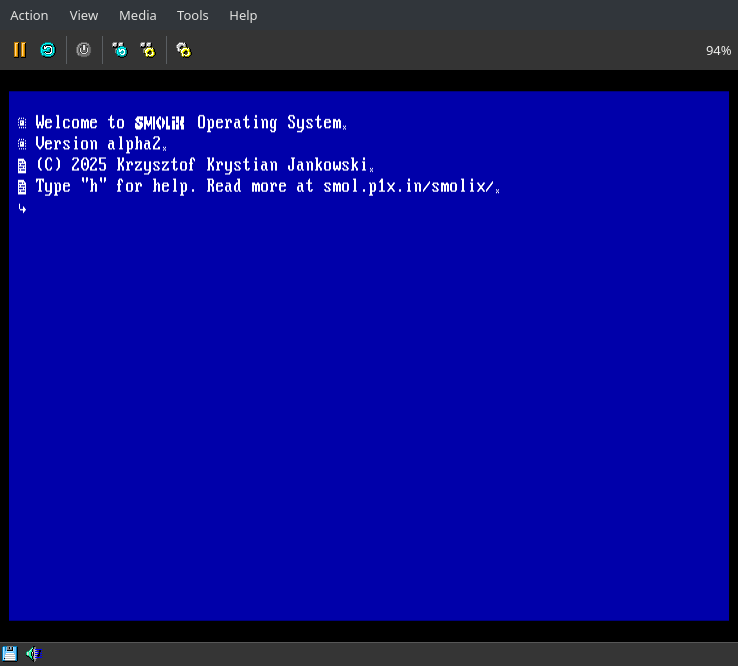 Action View Media Tools Help
94%
Welcome to SMOLiX Operating System.
Version alpha2.
(C) 2025 Krzysztof Krystian Jankowski.
Type "h" for help. Read more at smol.p1x.in/smolix/.